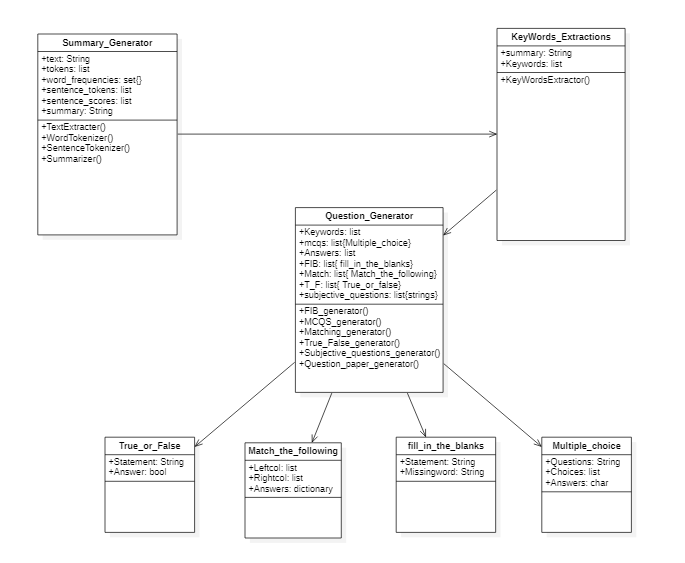 Summary_Generator
+text: String
+tokens: list
+word_frequencies: set{}
+sentence_tokens: list
+sentence_scores: list
+summary: String
+TextExtracter()
+WordTokenizer()
+SentenceTokenizer()
+Summarizer()
KeyWords_Extractions
+summary: String
+Keywords: list
+KeyWordsExtractor()
Question_Generator
+Keywords: list
+mcqs: list{Multiple_choice}
+Answers: list
+FIB: list{ fill_in_the_blanks}
+Match: list{ Match_the_following}
+T_F: list{ True_or_false}
+subjective_questions: list{strings}
+FIB_generator()
+MCQS_generator()
+Matching_generator()
+True_False_generator()
+Subjective_questions_generator()
+Question_paper_generator()
True_or_False
+Statement: String
+Answer: bool
Match_the_following
+Leftcol: list
+Rightcol: list
+Answers: dictionary
fill_in_the_blanks
+Statement: String
+Missingword: String
Multiple_choice
+Questions: String
+Choices: list
+Answers: char